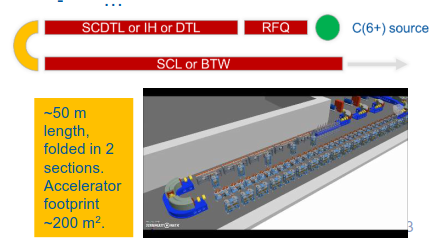 ...
SCDTL or IH or DTL RFQ C(6+) source
SCL or BTW
~50 m
length,
folded in 2
sections.
Accelerator
footprint
~200 m².
3